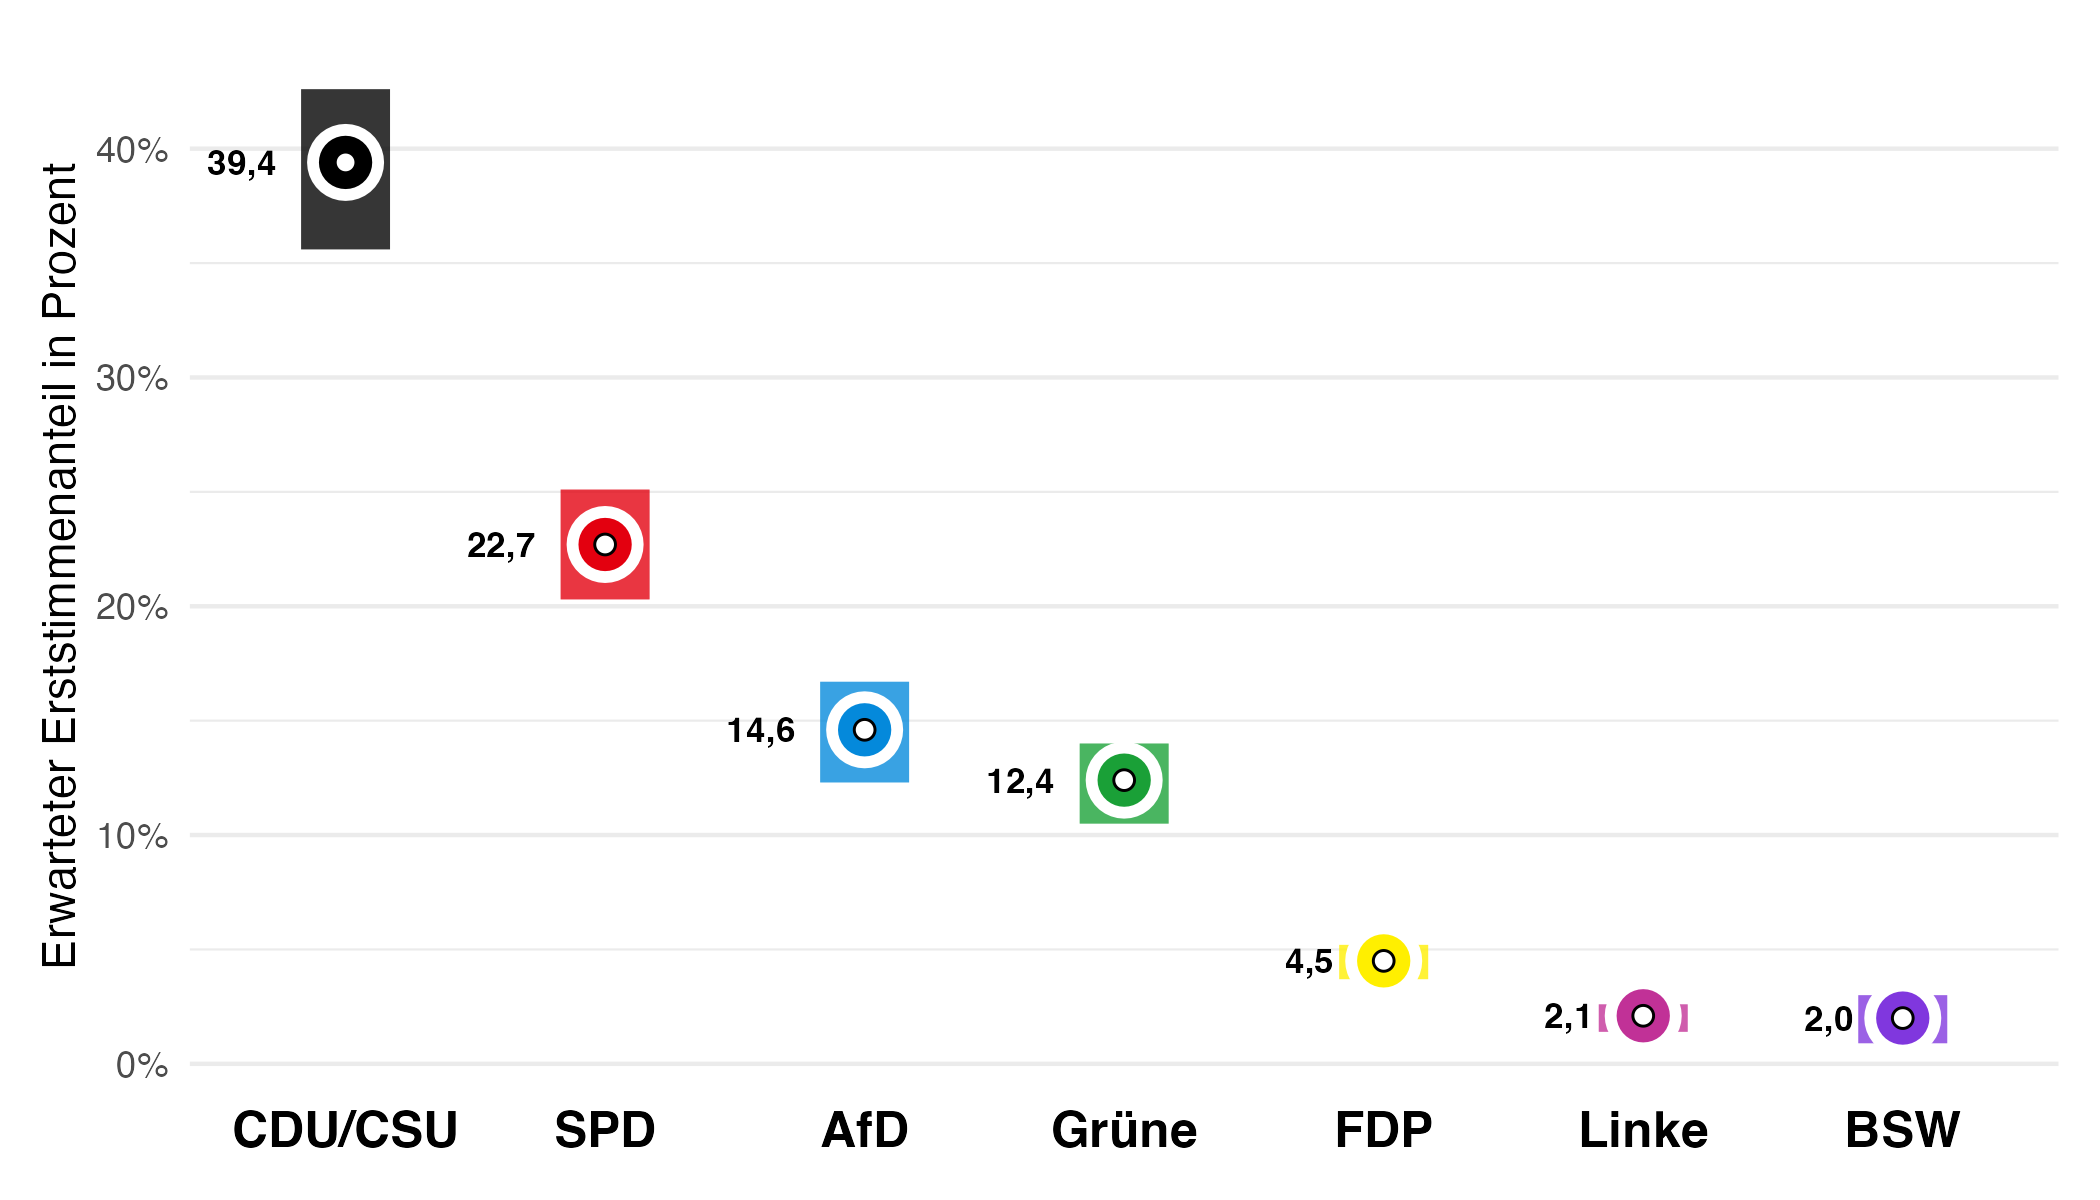 Erwarteter Erststimmenanteil in Prozent
40%
30%
20%
10%
0%
39,4
22,7
14,6
12,4
4,5
2,1
2,0
CDU/CSU
SPD
AfD
Grüne
FDP
Linke
BSW